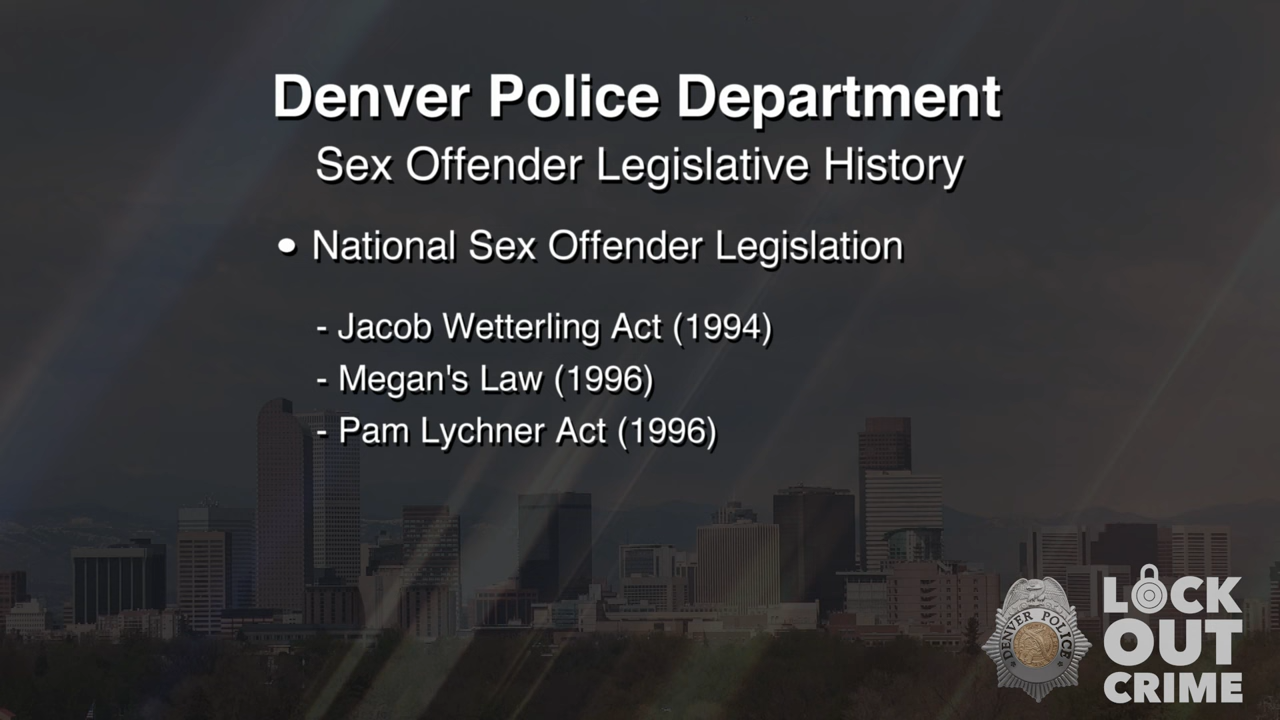 Denver Police Department
Sex Offender Legislative History
• National Sex Offender Legislation
- Jacob Wetterling Act (1994)
- Megan's Law (1996)
- Pam Lychner Act (1996)
DENVER POLICE
LOCK
OUT
CRIME